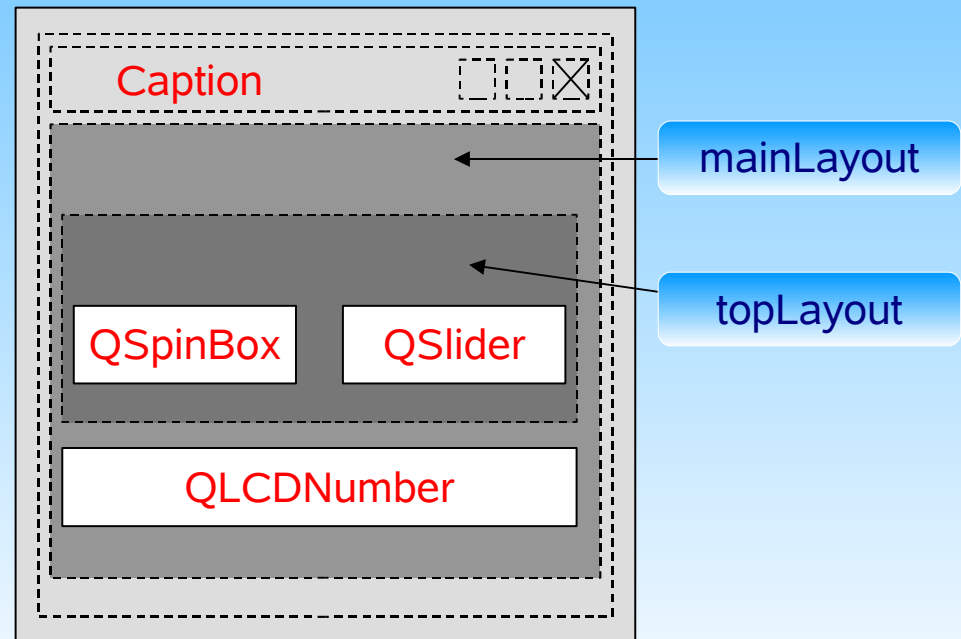 Caption
mainLayout
topLayout
QSpinBox
QSlider
QLCDNumber